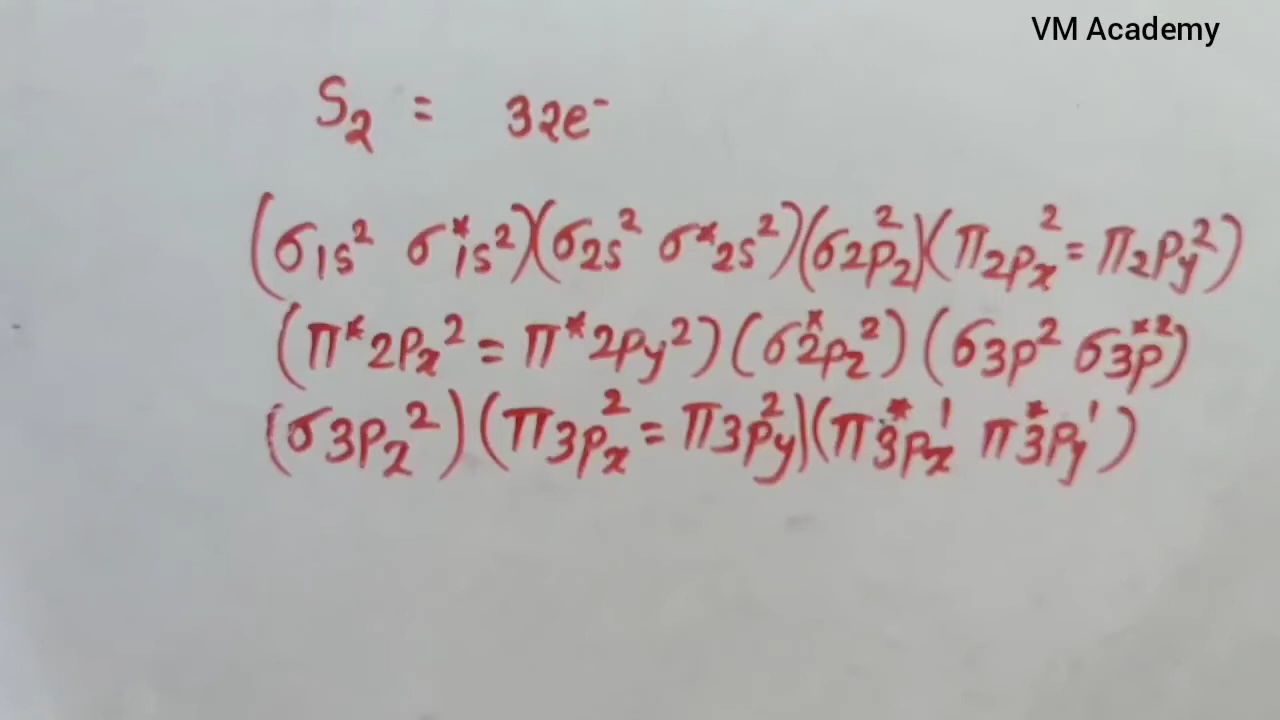 VM Academy
S₂ = 32e⁻
(σ1s² σ*1s²)(σ2s² σ*2s²)(σ2p₂²)(π2pₓ² = π2py²)
(π*2pₓ² = π*2py²)(σ*2pz²)(σ3p² σ*3p²)
(σ3pz²)(π3pₓ² = π3py²)(π*3pₓ¹ π*3py¹)